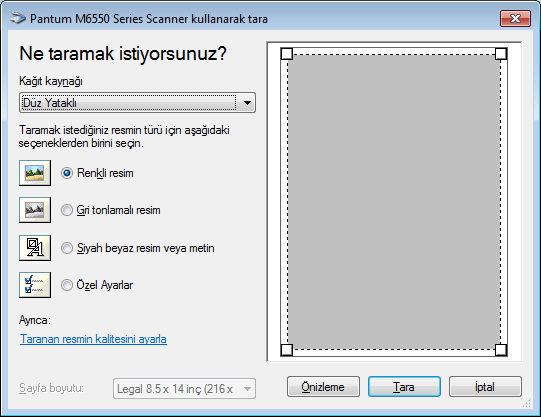 Pantum M6550 Series Scanner kullanarak tara
Ne taramak istiyorsunuz?
Kağıt kaynağı
Düz Yataklı
Taramak istediğiniz resmin türü için aşağıdaki
seçeneklerden birini seçin.
Renkli resim
Gri tonlamalı resim
Siyah beyaz resim veya metin
Özel Ayarlar
Ayrıca:
Taranan resmin kalitesini ayarla
Sayfa boyutu:
Legal 8.5 x 14 inç (216 x
Önizleme
Tara
İptal